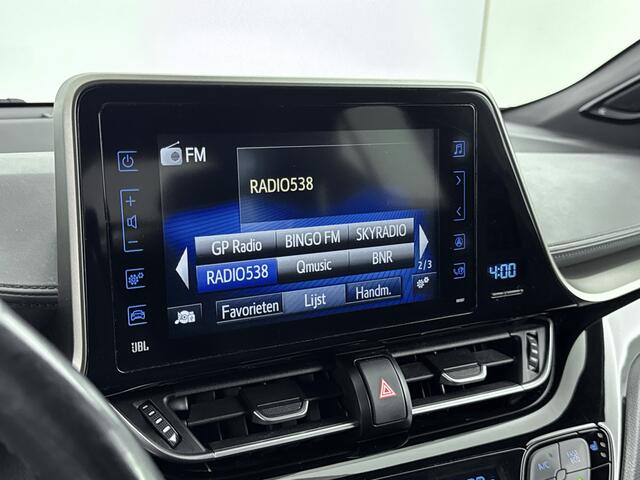 FM
RADIO538
GP Radio BINGO FM SKYRADIO
RADIO538 Qmusic BNR
2/3
Favorieten Lijst Handm.
4:00
JBL
A/C